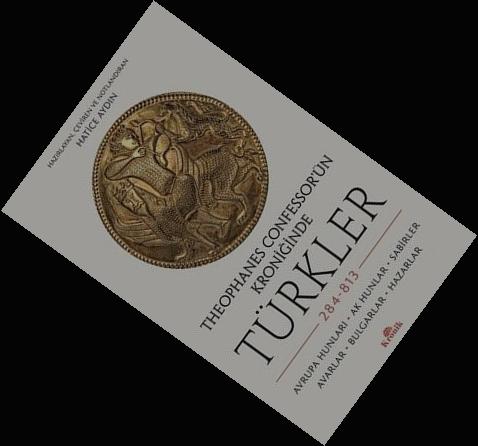 HAZIRLAYAN, ÇEVİREN VE NOTLANDIRAN
HATİCE AYDIN
THEOPHANES CONFESSOR'ÜN
KRONİĞİNDE
TÜRKLER
284-813
AVRUPA HUNLARI • AK HUNLAR • SABİRLER
AVARLAR • BULGARLAR • HAZARLAR
Kronik